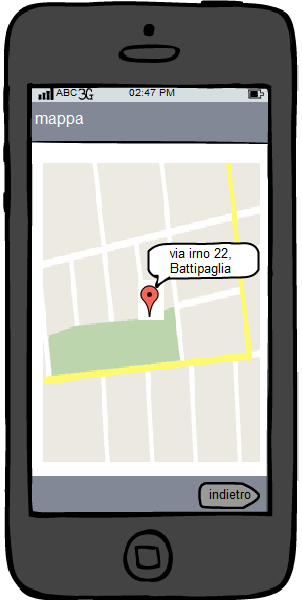 ABC 3G 02:47 PM
mappa
via irno 22,
Battipaglia
indietro